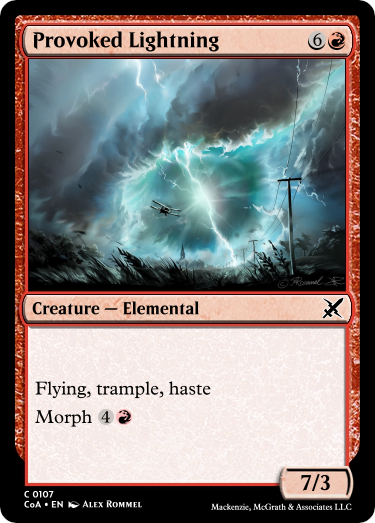 Provoked Lightning 6
Creature — Elemental
Flying, trample, haste
Morph 4
7/3
C 0107
CoA • EN Alex Rommel
Mackenzie, McGrath & Associates LLC